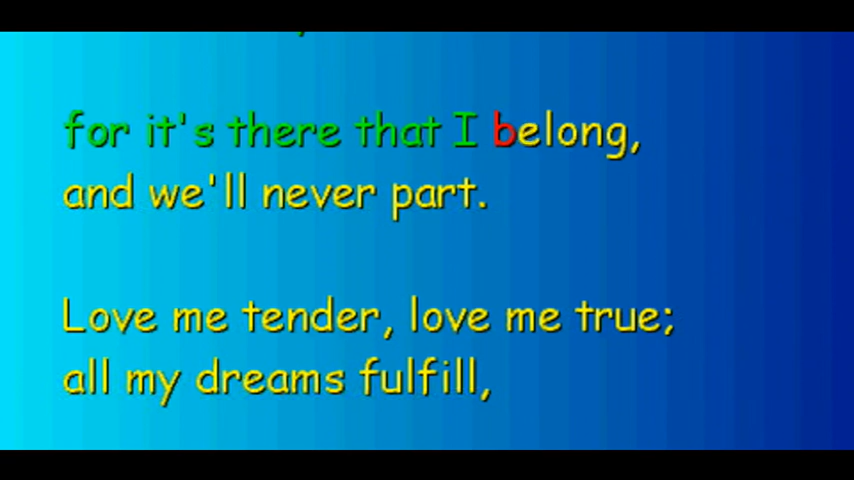 for it's there that I belong,
and we'll never part.
Love me tender, love me true;
all my dreams fulfill,